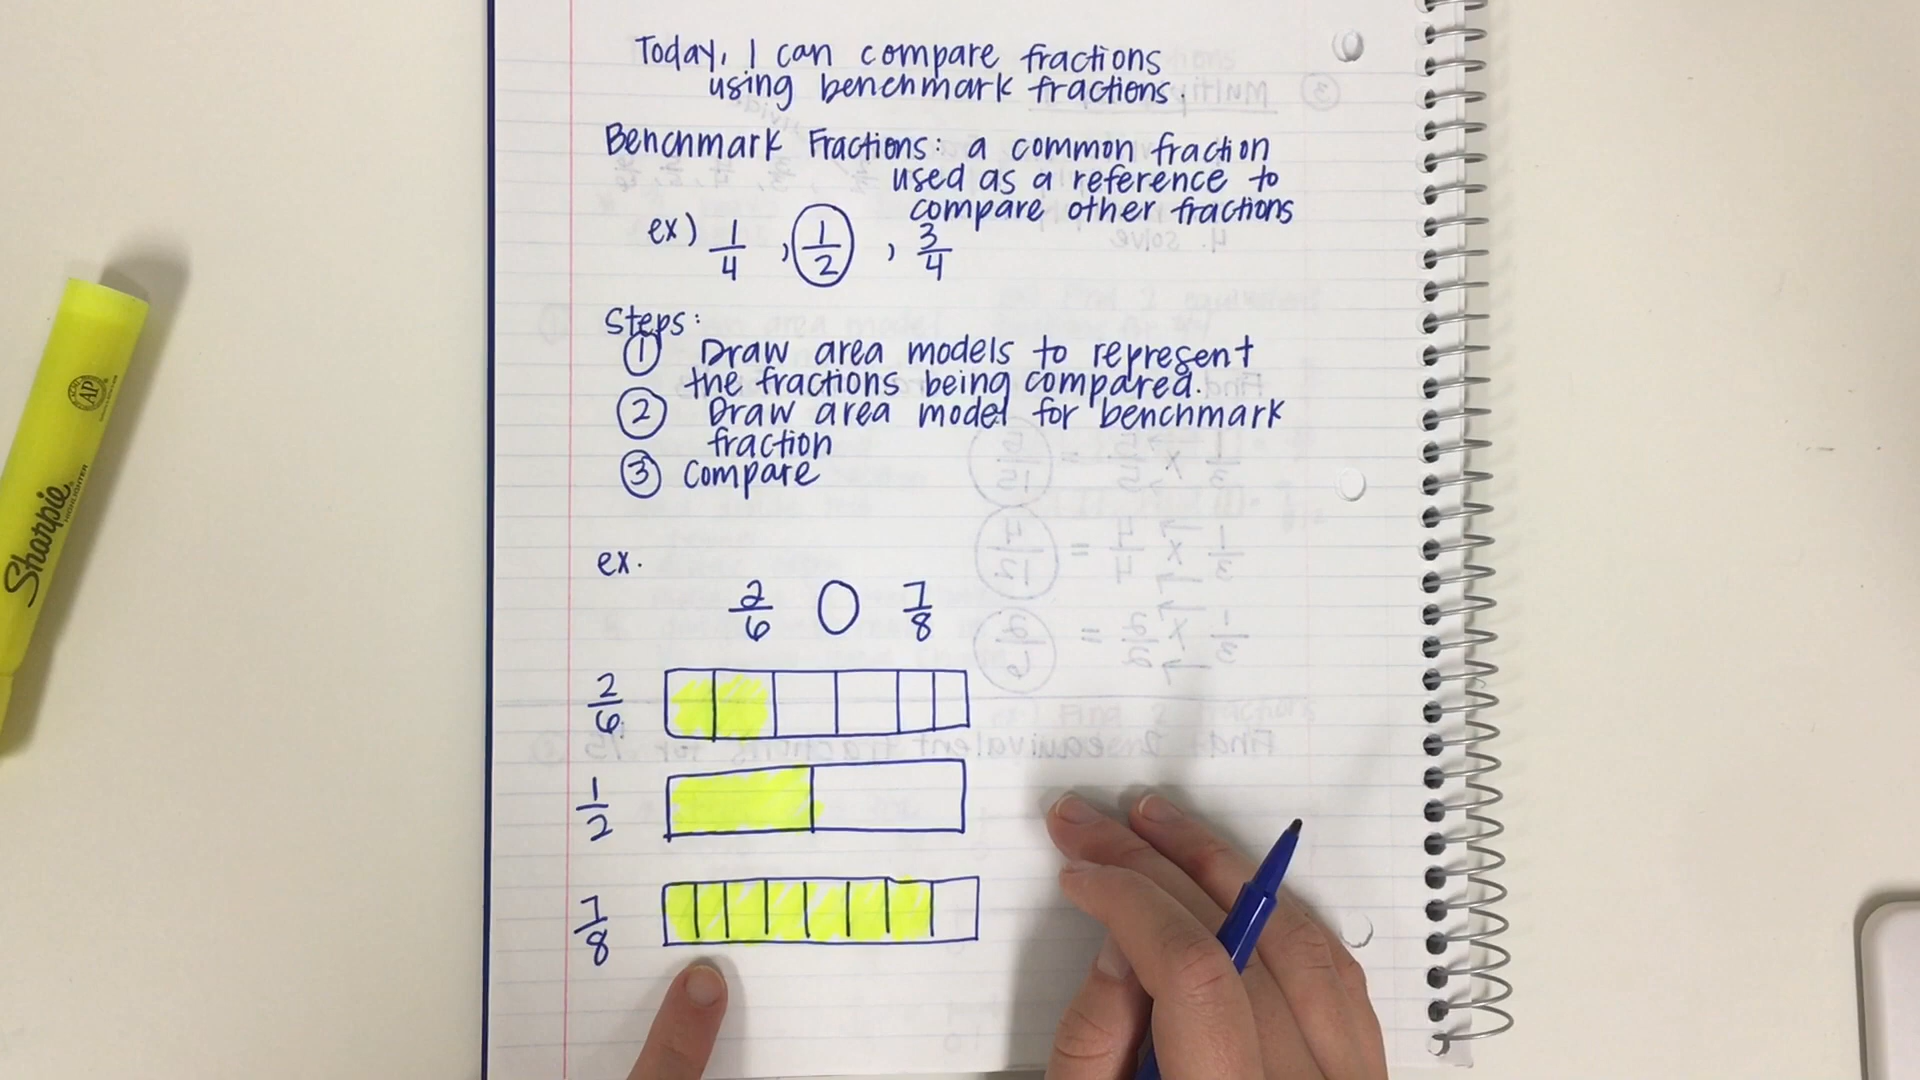 Today, I can compare fractions
using benchmark fractions.
Benchmark Fractions: a common fraction
used as a reference to
compare other fractions
ex) 1/4, 1/2, 3/4
Steps:
① Draw area models to represent
the fractions being compared.
② Draw area model for benchmark
fraction
③ Compare
ex.
2/6 O 7/8
2/6
1/2
7/8
Sharpie
HIGHLIGHTER
AP